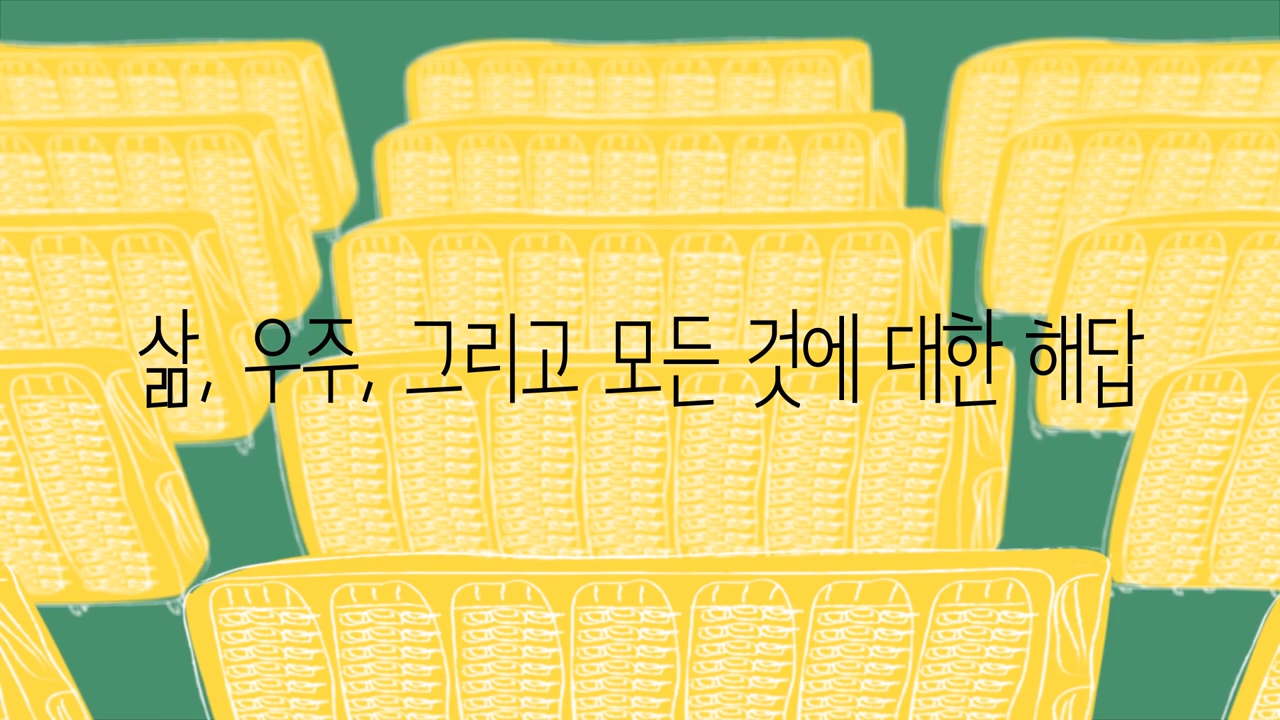 삶, 우주, 그리고 모든 것에 대한 해답